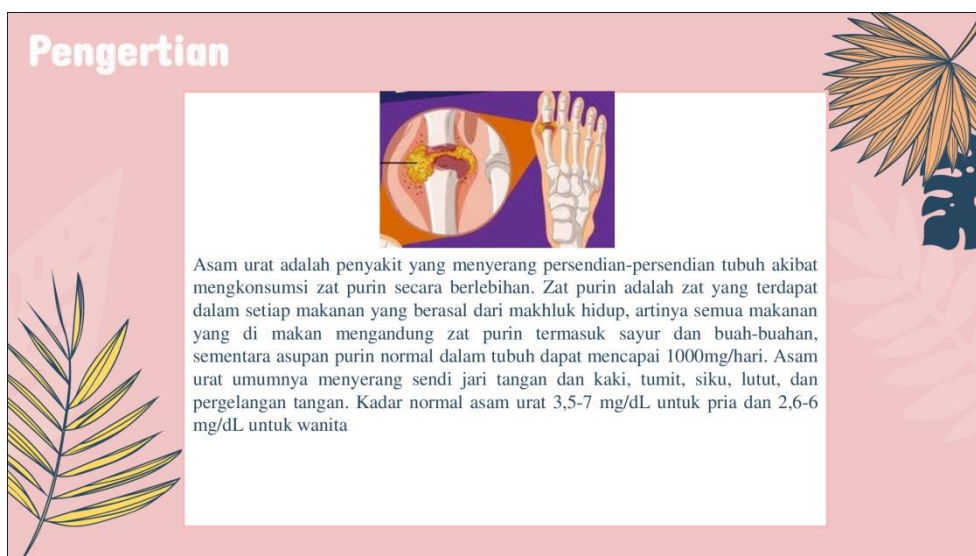 Pengertian
Asam urat adalah penyakit yang menyerang persendian-persendian tubuh akibat
mengkonsumsi zat purin secara berlebihan. Zat purin adalah zat yang terdapat
dalam setiap makanan yang berasal dari makhluk hidup, artinya semua makanan
yang di makan mengandung zat purin termasuk sayur dan buah-buahan,
sementara asupan purin normal dalam tubuh dapat mencapai 1000mg/hari. Asam
urat umumnya menyerang sendi jari tangan dan kaki, tumit, siku, lutut, dan
pergelangan tangan. Kadar normal asam urat 3,5-7 mg/dL untuk pria dan 2,6-6
mg/dL untuk wanita